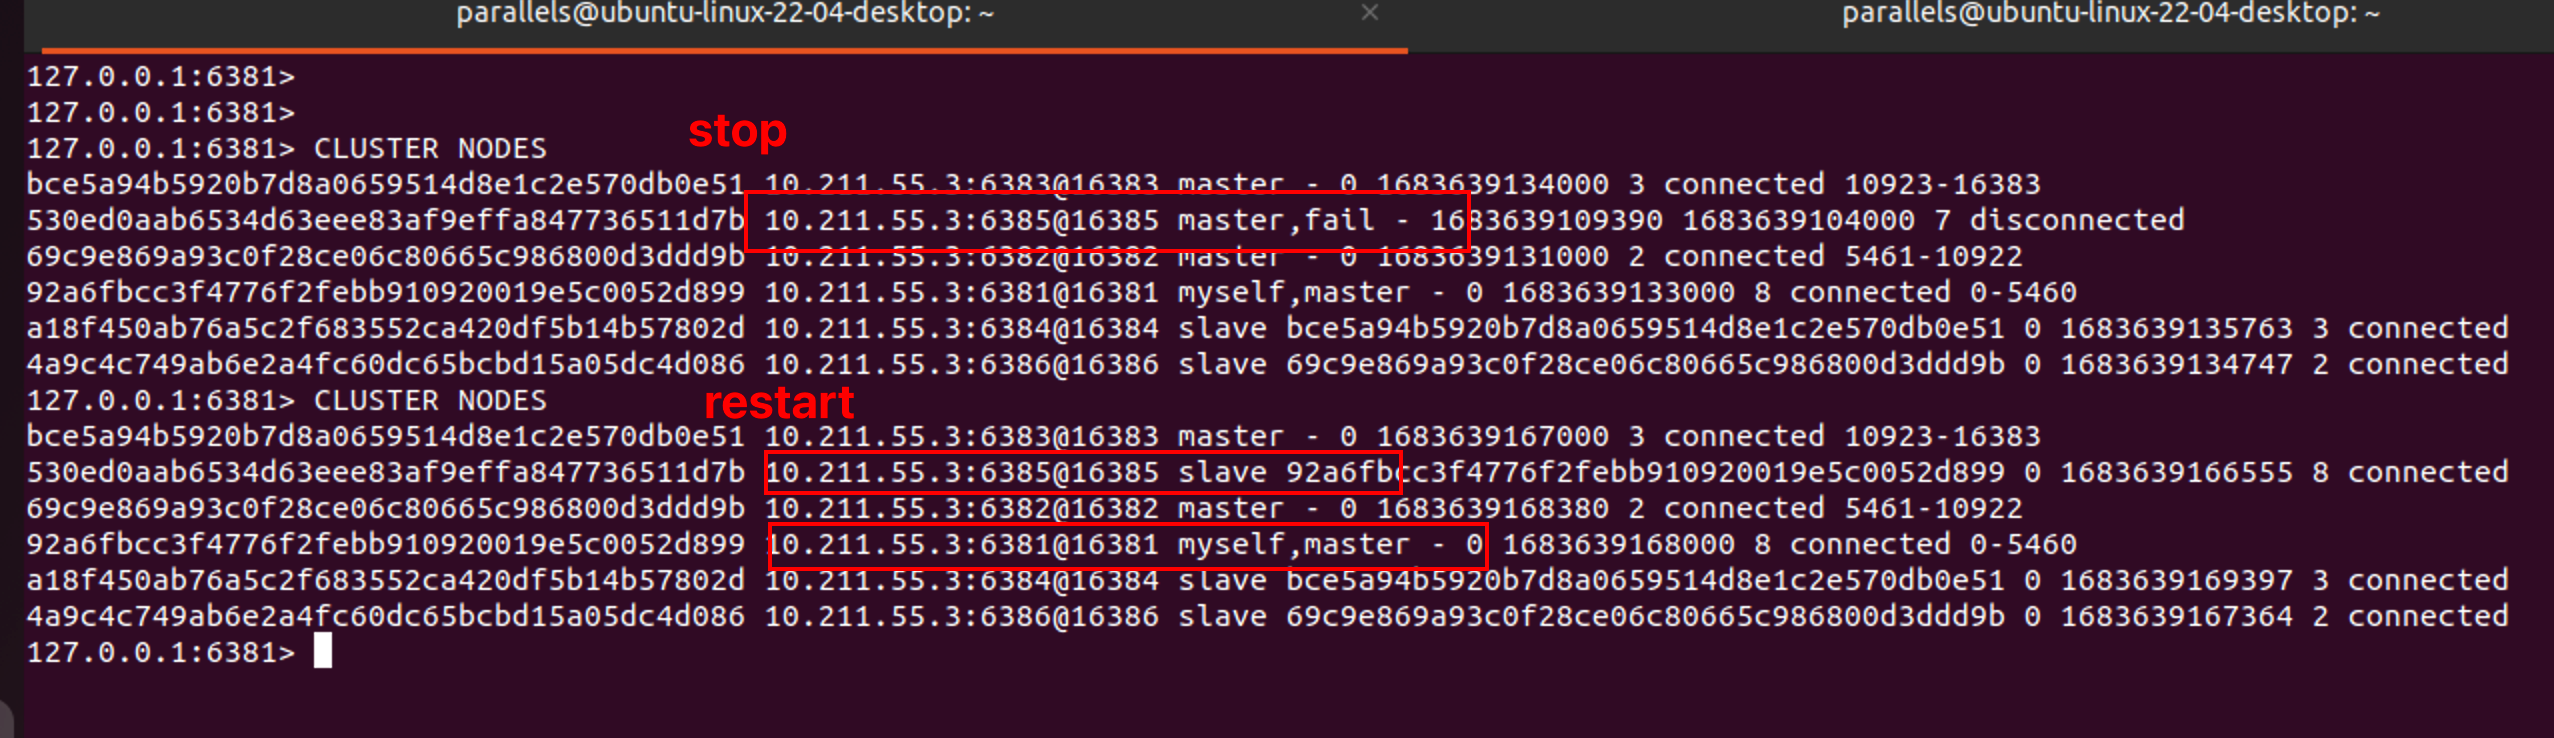 parallels@ubuntu-linux-22-04-desktop: ~ × parallels@ubuntu-linux-22-04-desktop: ~
127.0.0.1:6381>
127.0.0.1:6381>
stop
127.0.0.1:6381> CLUSTER NODES
bce5a94b5920b7d8a0659514d8e1c2e570db0e51 10.211.55.3:6383@16383 master - 0 1683639134000 3 connected 10923-16383
530ed0aab6534d63eee83af9effa847736511d7b 10.211.55.3:6385@16385 master,fail - 1683639109390 1683639104000 7 disconnected
69c9e869a93c0f28ce06c80665c986800d3ddd9b 10.211.55.3:6382@16382 master - 0 1683639131000 2 connected 5461-10922
92a6fbcc3f4776f2febb910920019e5c0052d899 10.211.55.3:6381@16381 myself,master - 0 1683639133000 8 connected 0-5460
a18f450ab76a5c2f683552ca420df5b14b57802d 10.211.55.3:6384@16384 slave bce5a94b5920b7d8a0659514d8e1c2e570db0e51 0 1683639135763 3 connected
4a9c4c749ab6e2a4fc60dc65bcbd15a05dc4d086 10.211.55.3:6386@16386 slave 69c9e869a93c0f28ce06c80665c986800d3ddd9b 0 1683639134747 2 connected
127.0.0.1:6381> CLUSTER NODES
restart
bce5a94b5920b7d8a0659514d8e1c2e570db0e51 10.211.55.3:6383@16383 master - 0 1683639167000 3 connected 10923-16383
530ed0aab6534d63eee83af9effa847736511d7b 10.211.55.3:6385@16385 slave 92a6fbcc3f4776f2febb910920019e5c0052d899 0 1683639166555 8 connected
69c9e869a93c0f28ce06c80665c986800d3ddd9b 10.211.55.3:6382@16382 master - 0 1683639168380 2 connected 5461-10922
92a6fbcc3f4776f2febb910920019e5c0052d899 10.211.55.3:6381@16381 myself,master - 0 1683639168000 8 connected 0-5460
a18f450ab76a5c2f683552ca420df5b14b57802d 10.211.55.3:6384@16384 slave bce5a94b5920b7d8a0659514d8e1c2e570db0e51 0 1683639169397 3 connected
4a9c4c749ab6e2a4fc60dc65bcbd15a05dc4d086 10.211.55.3:6386@16386 slave 69c9e869a93c0f28ce06c80665c986800d3ddd9b 0 1683639167364 2 connected
127.0.0.1:6381>